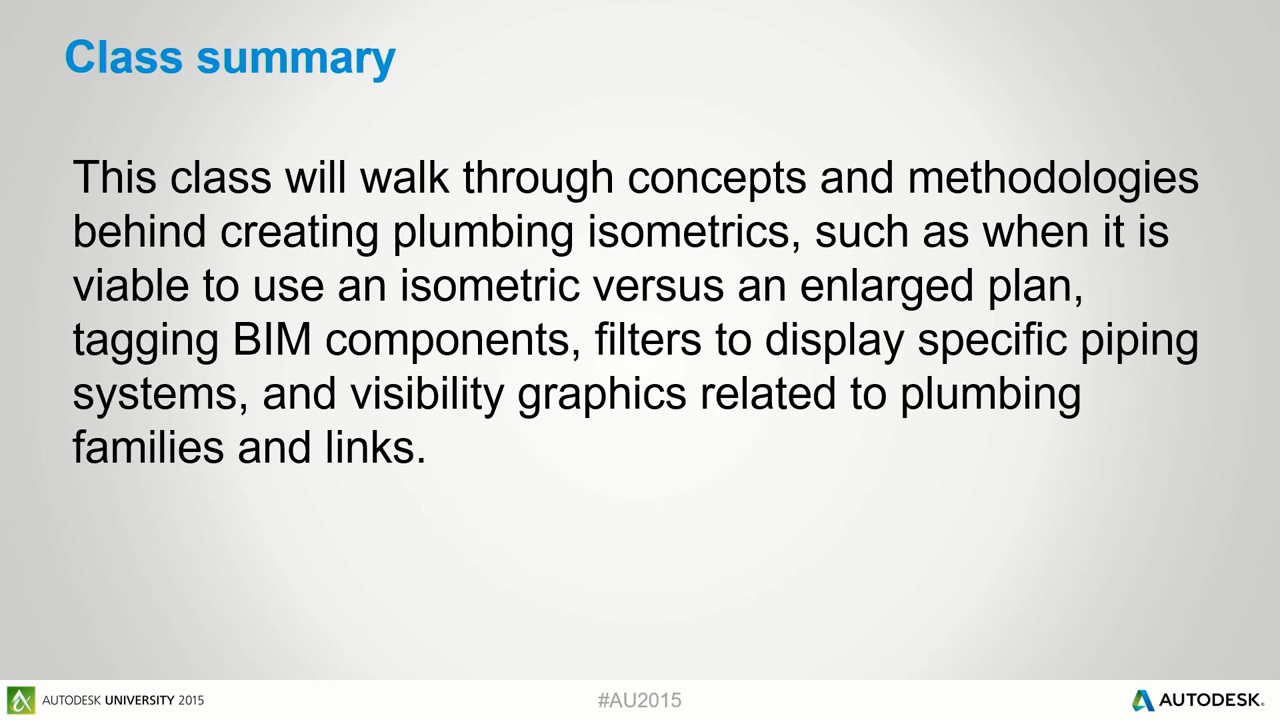 Class summary
This class will walk through concepts and methodologies
behind creating plumbing isometrics, such as when it is
viable to use an isometric versus an enlarged plan,
tagging BIM components, filters to display specific piping
systems, and visibility graphics related to plumbing
families and links.
AUTODESK UNIVERSITY 2015
#AU2015
AUTODESK®